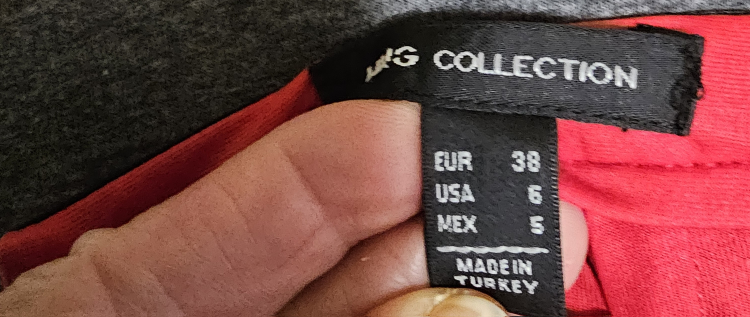 COLLECTION
EUR 38
USA 6
MEX 5
MADE IN
TURKEY